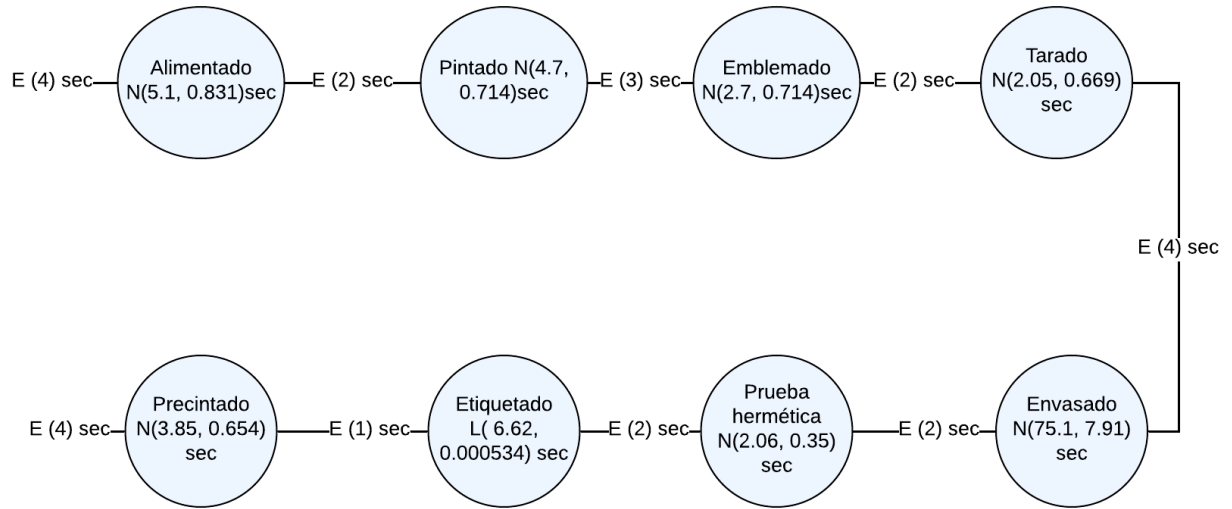 E (4) sec
Alimentado
N(5.1, 0.831)sec
E (2) sec
Pintado N(4.7,
0.714)sec
E (3) sec
Emblemado
N(2.7, 0.714)sec
E (2) sec
Tarado
N(2.05, 0.669)
sec
E (4) sec
Envasado
N(75.1, 7.91)
sec
E (2) sec
Prueba
hermética
N(2.06, 0.35)
sec
E (2) sec
Etiquetado
L( 6.62,
0.000534) sec
E (1) sec
Precintado
N(3.85, 0.654)
sec
E (4) sec